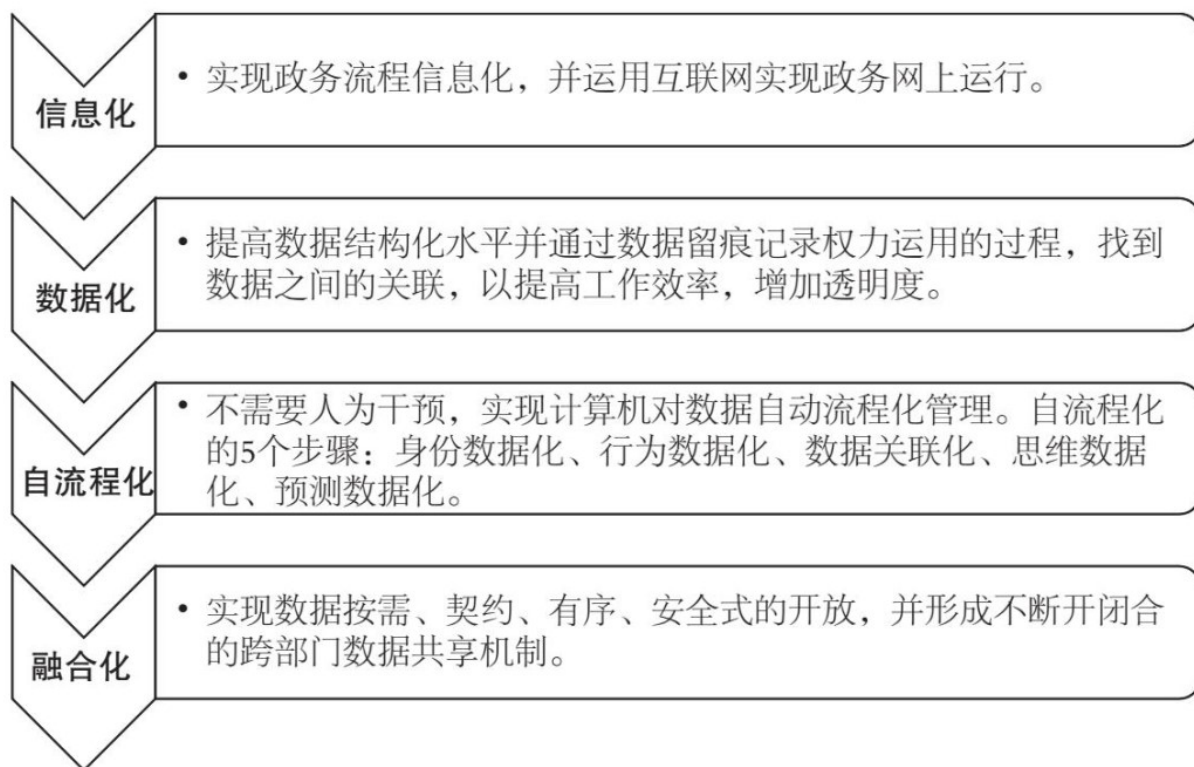 信息化
• 实现政务流程信息化，并运用互联网实现政务网上运行。
数据化
• 提高数据结构化水平并通过数据留痕记录权力运用的过程，找到
数据之间的关联，以提高工作效率，增加透明度。
自流程化
• 不需要人为干预，实现计算机对数据自动流程化管理。自流程化
的5个步骤：身份数据化、行为数据化、数据关联化、思维数据
化、预测数据化。
融合化
• 实现数据按需、契约、有序、安全式的开放，并形成不断开闭合
的跨部门数据共享机制。